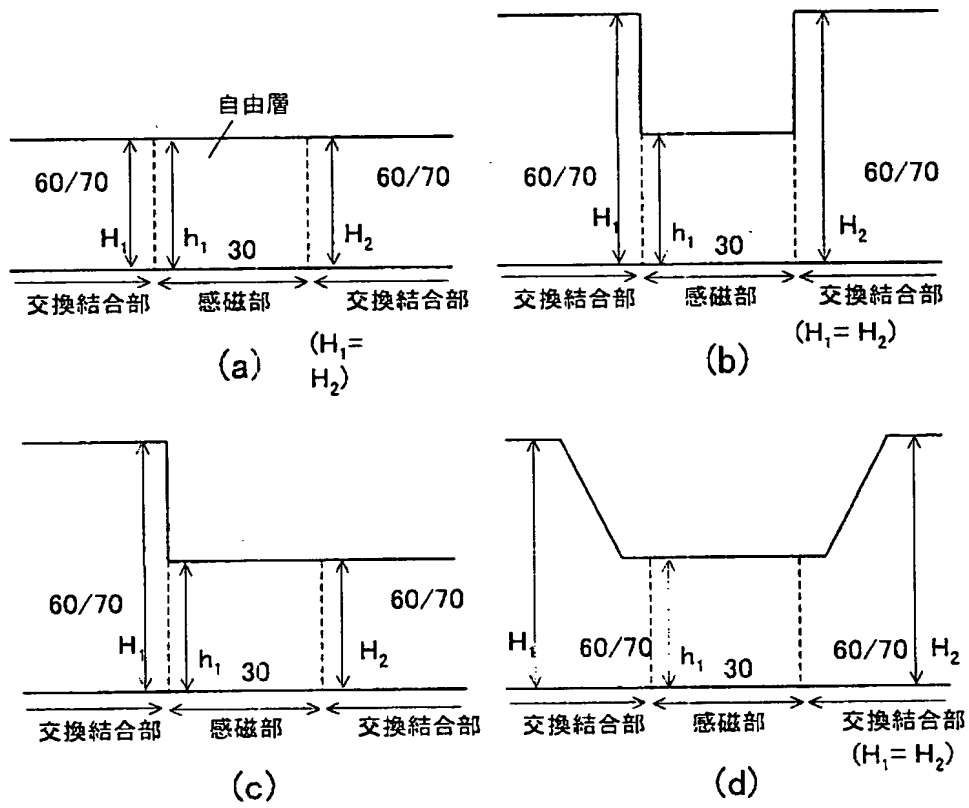 自由層
60/70
60/70
H₁
h₁
30
H₂
交換結合部
感磁部
交換結合部
(a)
(H₁=
H₂)
60/70
60/70
H₁
h₁
30
H₂
交換結合部
感磁部
交換結合部
(H₁= H₂)
(b)
60/70
60/70
H₁
h₁
30
H₂
交換結合部
感磁部
交換結合部
(c)
H₁
60/70
h₁
30
60/70
H₂
交換結合部
感磁部
交換結合部
(H₁= H₂)
(d)